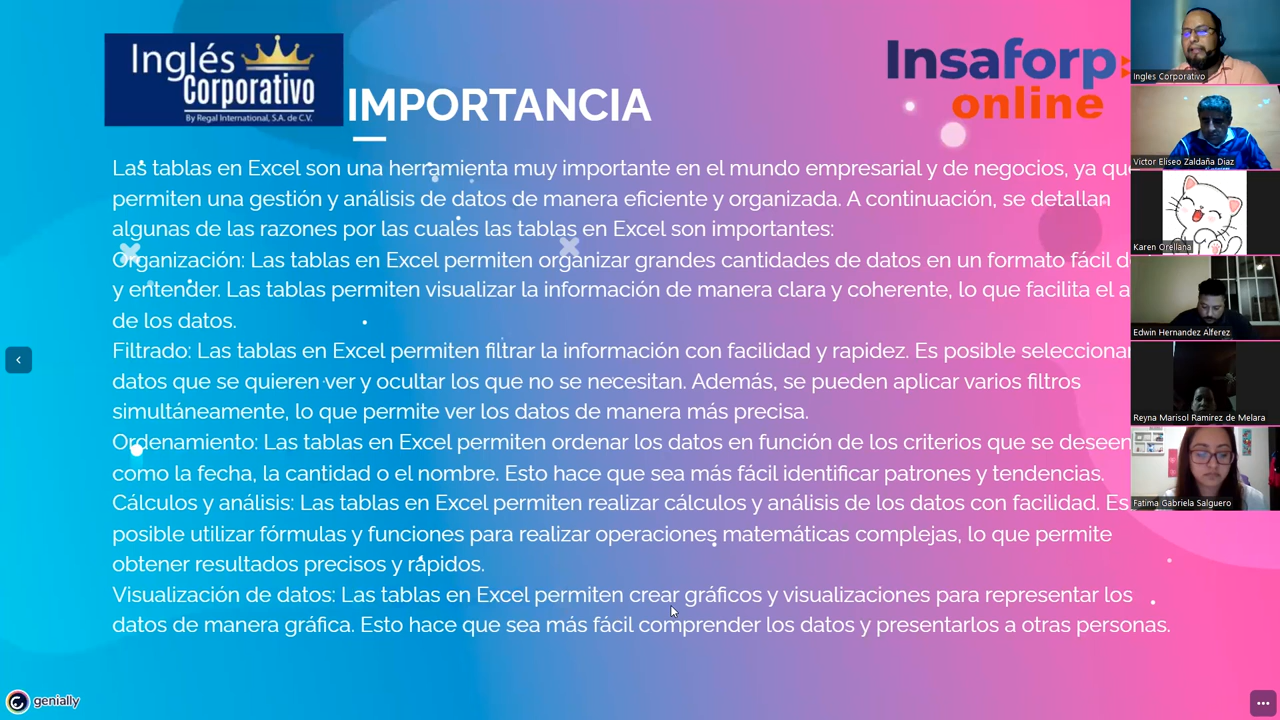 Inglés
Corporativo
By Regal International, S.A. de C.V.
IMPORTANCIA
Insaforp
online
Las tablas en Excel son una herramienta muy importante en el mundo empresarial y de negocios, ya que
permiten una gestión y análisis de datos de manera eficiente y organizada. A continuación, se detallan
algunas de las razones por las cuales las tablas en Excel son importantes:
Organización: Las tablas en Excel permiten organizar grandes cantidades de datos en un formato fácil
y entender. Las tablas permiten visualizar la información de manera clara y coherente, lo que facilita el
de los datos.
Filtrado: Las tablas en Excel permiten filtrar la información con facilidad y rapidez. Es posible seleccionar
datos que se quieren ver y ocultar los que no se necesitan. Además, se pueden aplicar varios filtros
simultáneamente, lo que permite ver los datos de manera más precisa.
Ordenamiento: Las tablas en Excel permiten ordenar los datos en función de los criterios que se deseen
como la fecha, la cantidad o el nombre. Esto hace que sea más fácil identificar patrones y tendencias.
Cálculos y análisis: Las tablas en Excel permiten realizar cálculos y análisis de los datos con facilidad. Es
posible utilizar fórmulas y funciones para realizar operaciones matemáticas complejas, lo que permite
obtener resultados precisos y rápidos.
Visualización de datos: Las tablas en Excel permiten crear gráficos y visualizaciones para representar los
datos de manera gráfica. Esto hace que sea más fácil comprender los datos y presentarlos a otras personas.
genially
Ingles Corporativo
Victor Eliseo Zaldaña Diaz
Karen Orellana
Edwin Hernandez Alferez
Reyna Marisol Ramirez de Melara
Fatima Gabriela Salguero